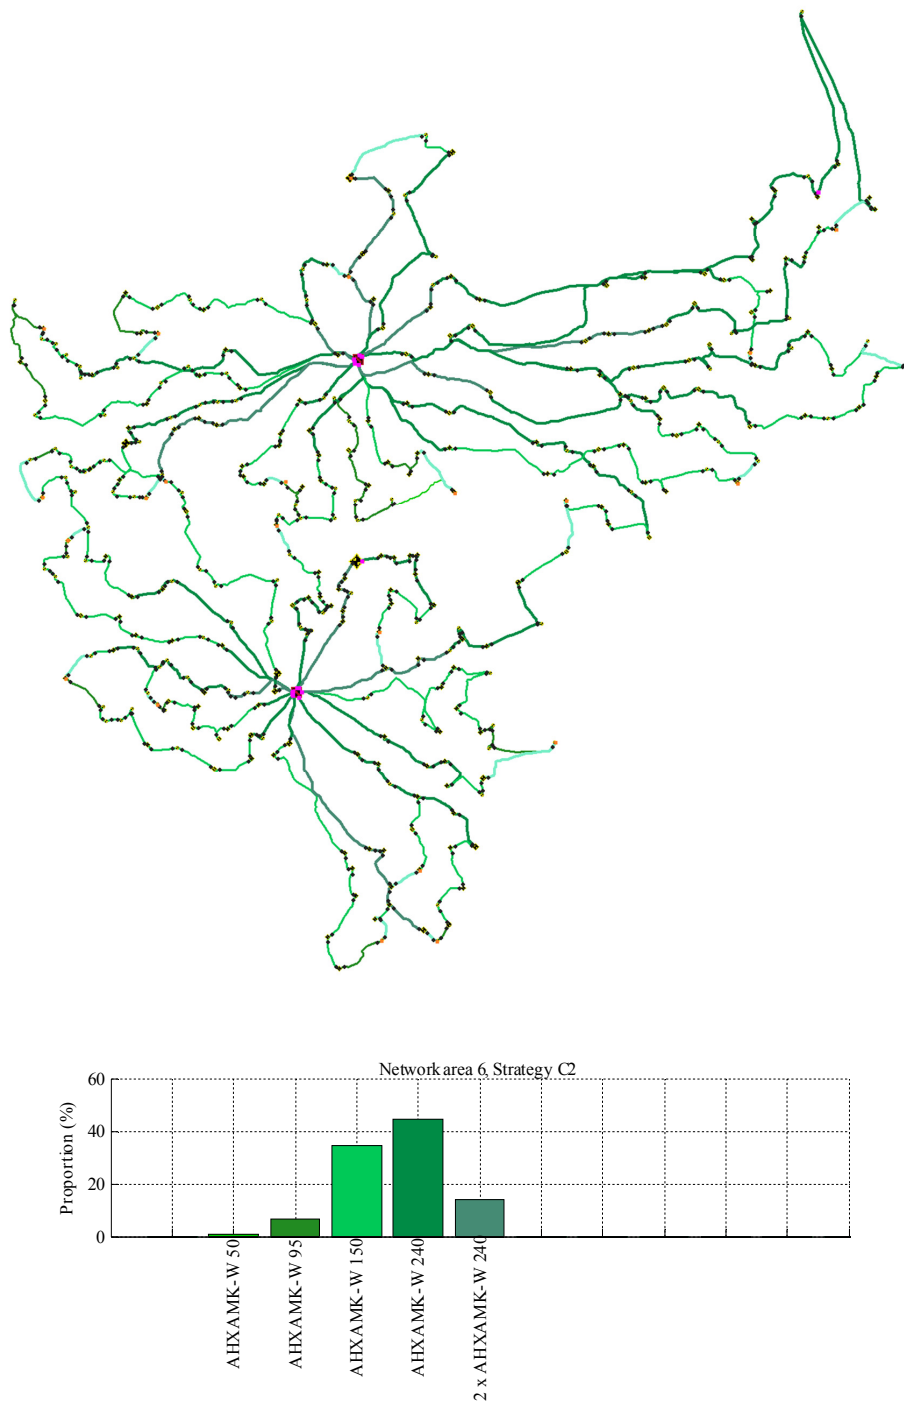 Network area 6, Strategy C2
Proportion (%)
60
40
20
0
AHXAMK-W 50
AHXAMK-W 95
AHXAMK-W 150
AHXAMK-W 240
2 x AHXAMK-W 240